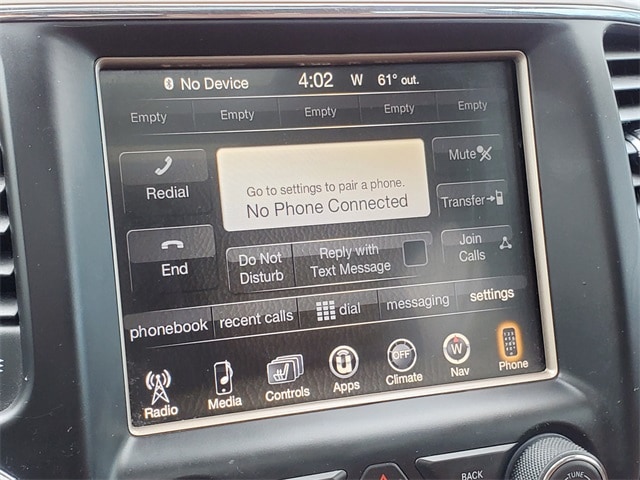 No Device 4:02 W 61° out.
Empty Empty Empty Empty Empty
Redial
Go to settings to pair a phone.
No Phone Connected
Mute
Transfer
End
Do Not
Disturb
Reply with
Text Message
Join
Calls
phonebook recent calls dial messaging settings
Radio Media Controls Apps OFF Climate W Nav Phone
BACK
TUNE